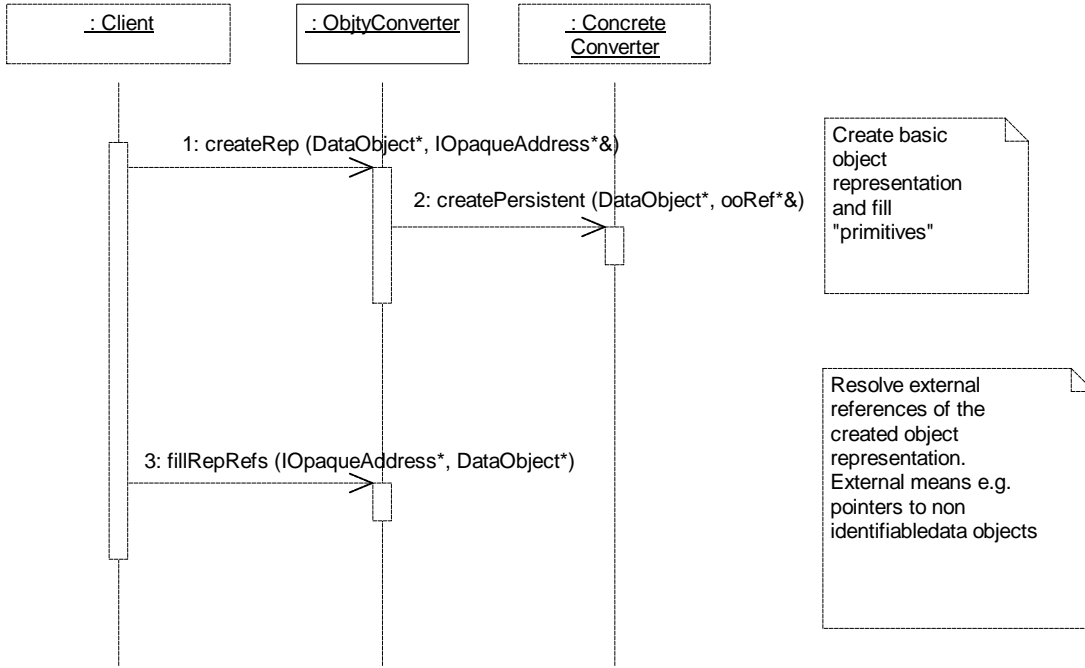 : Client
: ObjtyConverter
: Concrete
Converter
1: createRep (DataObject*, IOpaqueAddress*&)
2: createPersistent (DataObject*, ooRef*&)
Create basic
object
representation
and fill
"primitives"
3: fillRepRefs (IOpaqueAddress*, DataObject*)
Resolve external
references of the
created object
representation.
External means e.g.
pointers to non
identifiabledata objects